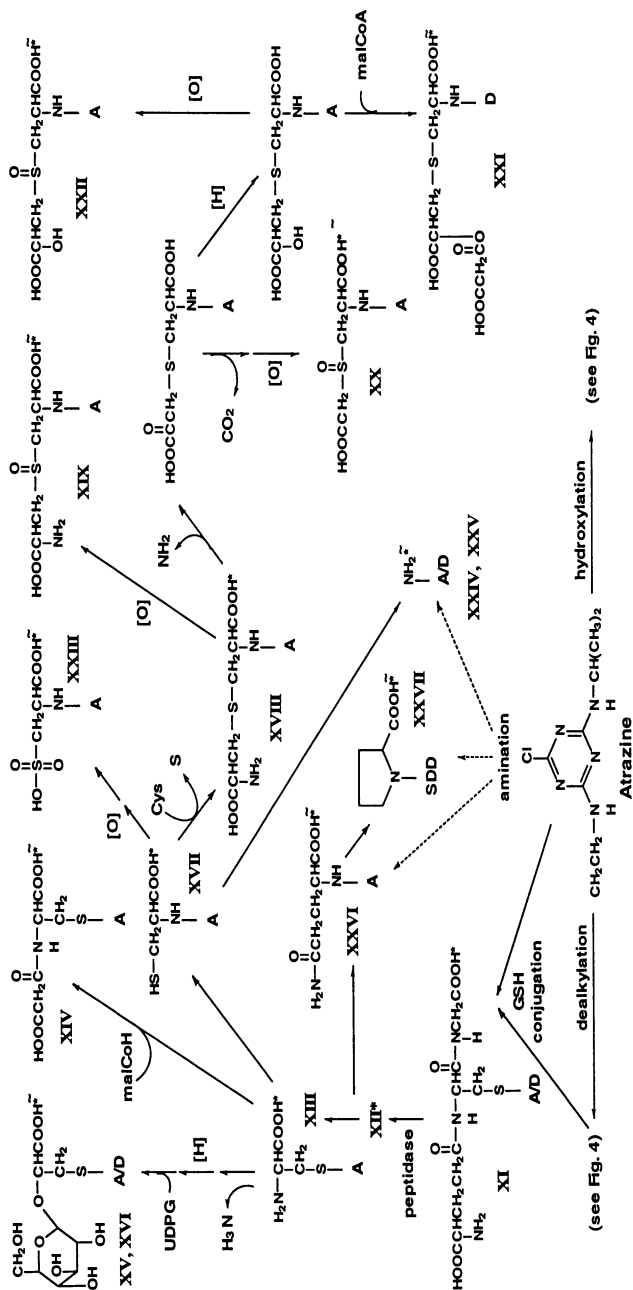 CH2OH
O
OH
HO
OH
O–CHCOOH≈
CH2
S
A/D
XV, XVI
UDPG
[H]
H3N
H2N–CHCOOH*
CH2
S
A
XIII
XII*
peptidase
HOOCCHCH2CH2C–N–CHC–NCH2COOH*
O
O
NH2
H
CH2
H
S
A/D
XI
(see Fig. 4)
malCoH
O
HOOCCH2C–N–CHCOOH≈
H
CH2
S
A
XIV
HS–CH2CHCOOH*
NH
A
XVII
[O]
O
HO–S–CH2CHCOOH≈
O
NH
A
XXIII
Cys
S
HOOCCHCH2–S–CH2CHCOOH*
NH2
NH
A
XVIII
[O]
O
HOOCCHCH2–S–CH2CHCOOH≈
NH2
NH
A
XIX
NH2
O
HOOCCCH2–S–CH2CHCOOH
NH
A
CO2
[O]
O
HOOCCH2–S–CH2CHCOOH*
NH
A
XX
[H]
HOOCCHCH2–S–CH2CHCOOH
OH
NH
A
[O]
O
HOOCCHCH2–S–CH2CHCOOH≈
OH
NH
A
XXII
malCoA
HOOCCHCH2–S–CH2CHCOOH≈
O
HOOCCH2CO
NH
D
XXI
O
H2N–CCH2CH2CHCOOH≈
NH
A
XXVI
COOH≈
N
SDD
XXVII
NH2≈
A/D
XXIV, XXV
amination
GSH
conjugation
dealkylation
hydroxylation
Cl
N
N
N
CH3CH2–N
H
N–CH(CH3)2
H
Atrazine
(see Fig. 4)